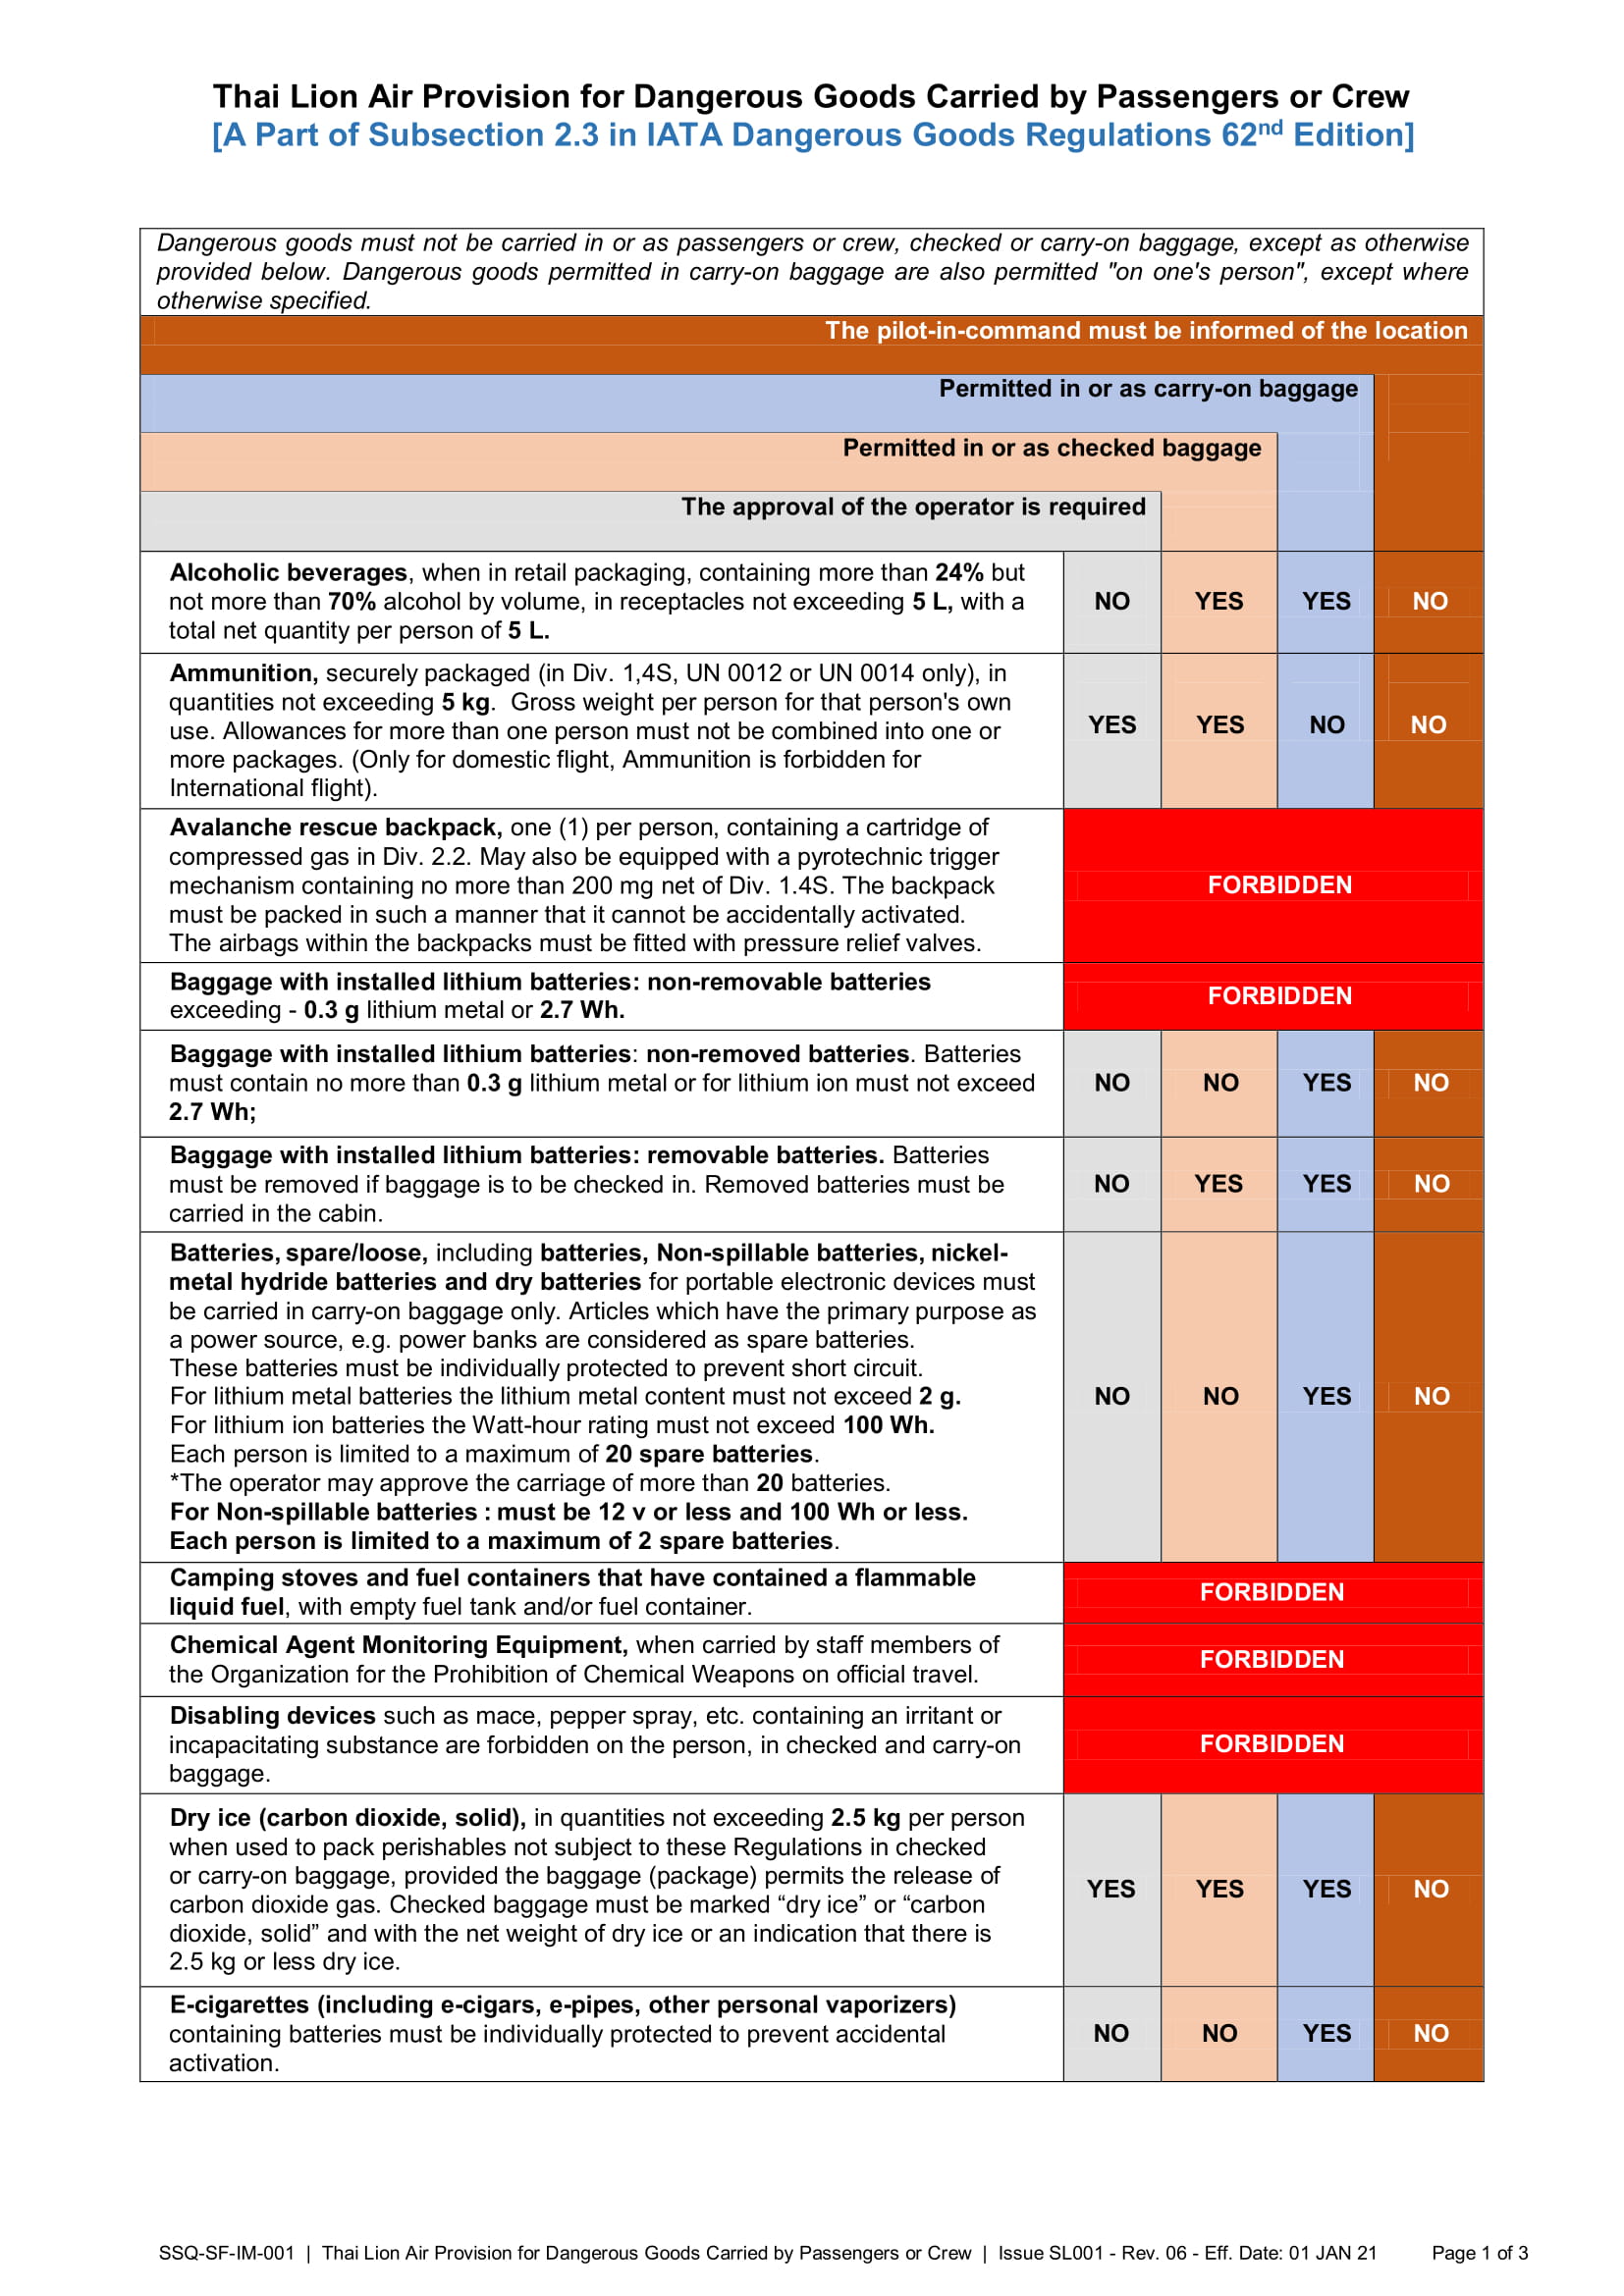 Thai Lion Air Provision for Dangerous Goods Carried by Passengers or Crew
[A Part of Subsection 2.3 in IATA Dangerous Goods Regulations 62nd Edition]
Dangerous goods must not be carried in or as passengers or crew, checked or carry-on baggage, except as otherwise
provided below. Dangerous goods permitted in carry-on baggage are also permitted "on one's person", except where
otherwise specified.
The pilot-in-command must be informed of the location
Permitted in or as carry-on baggage
Permitted in or as checked baggage
The approval of the operator is required
Alcoholic beverages, when in retail packaging, containing more than 24% but
not more than 70% alcohol by volume, in receptacles not exceeding 5 L, with a
total net quantity per person of 5 L.
NO YES YES NO
Ammunition, securely packaged (in Div. 1,4S, UN 0012 or UN 0014 only), in
quantities not exceeding 5 kg. Gross weight per person for that person's own
use. Allowances for more than one person must not be combined into one or
more packages. (Only for domestic flight, Ammunition is forbidden for
International flight).
YES YES NO NO
Avalanche rescue backpack, one (1) per person, containing a cartridge of
compressed gas in Div. 2.2. May also be equipped with a pyrotechnic trigger
mechanism containing no more than 200 mg net of Div. 1.4S. The backpack
must be packed in such a manner that it cannot be accidentally activated.
The airbags within the backpacks must be fitted with pressure relief valves.
FORBIDDEN
Baggage with installed lithium batteries: non-removable batteries
exceeding - 0.3 g lithium metal or 2.7 Wh.
FORBIDDEN
Baggage with installed lithium batteries: non-removed batteries. Batteries
must contain no more than 0.3 g lithium metal or for lithium ion must not exceed
2.7 Wh;
NO NO YES NO
Baggage with installed lithium batteries: removable batteries. Batteries
must be removed if baggage is to be checked in. Removed batteries must be
carried in the cabin.
NO YES YES NO
Batteries, spare/loose, including batteries, Non-spillable batteries, nickel-
metal hydride batteries and dry batteries for portable electronic devices must
be carried in carry-on baggage only. Articles which have the primary purpose as
a power source, e.g. power banks are considered as spare batteries.
These batteries must be individually protected to prevent short circuit.
For lithium metal batteries the lithium metal content must not exceed 2 g.
For lithium ion batteries the Watt-hour rating must not exceed 100 Wh.
Each person is limited to a maximum of 20 spare batteries.
*The operator may approve the carriage of more than 20 batteries.
For Non-spillable batteries : must be 12 v or less and 100 Wh or less.
Each person is limited to a maximum of 2 spare batteries.
NO NO YES NO
Camping stoves and fuel containers that have contained a flammable
liquid fuel, with empty fuel tank and/or fuel container.
FORBIDDEN
Chemical Agent Monitoring Equipment, when carried by staff members of
the Organization for the Prohibition of Chemical Weapons on official travel.
FORBIDDEN
Disabling devices such as mace, pepper spray, etc. containing an irritant or
incapacitating substance are forbidden on the person, in checked and carry-on
baggage.
FORBIDDEN
Dry ice (carbon dioxide, solid), in quantities not exceeding 2.5 kg per person
when used to pack perishables not subject to these Regulations in checked
or carry-on baggage, provided the baggage (package) permits the release of
carbon dioxide gas. Checked baggage must be marked “dry ice” or “carbon
dioxide, solid” and with the net weight of dry ice or an indication that there is
2.5 kg or less dry ice.
YES YES YES NO
E-cigarettes (including e-cigars, e-pipes, other personal vaporizers)
containing batteries must be individually protected to prevent accidental
activation.
NO NO YES NO
SSQ-SF-IM-001 | Thai Lion Air Provision for Dangerous Goods Carried by Passengers or Crew | Issue SL001 - Rev. 06 - Eff. Date: 01 JAN 21 Page 1 of 3